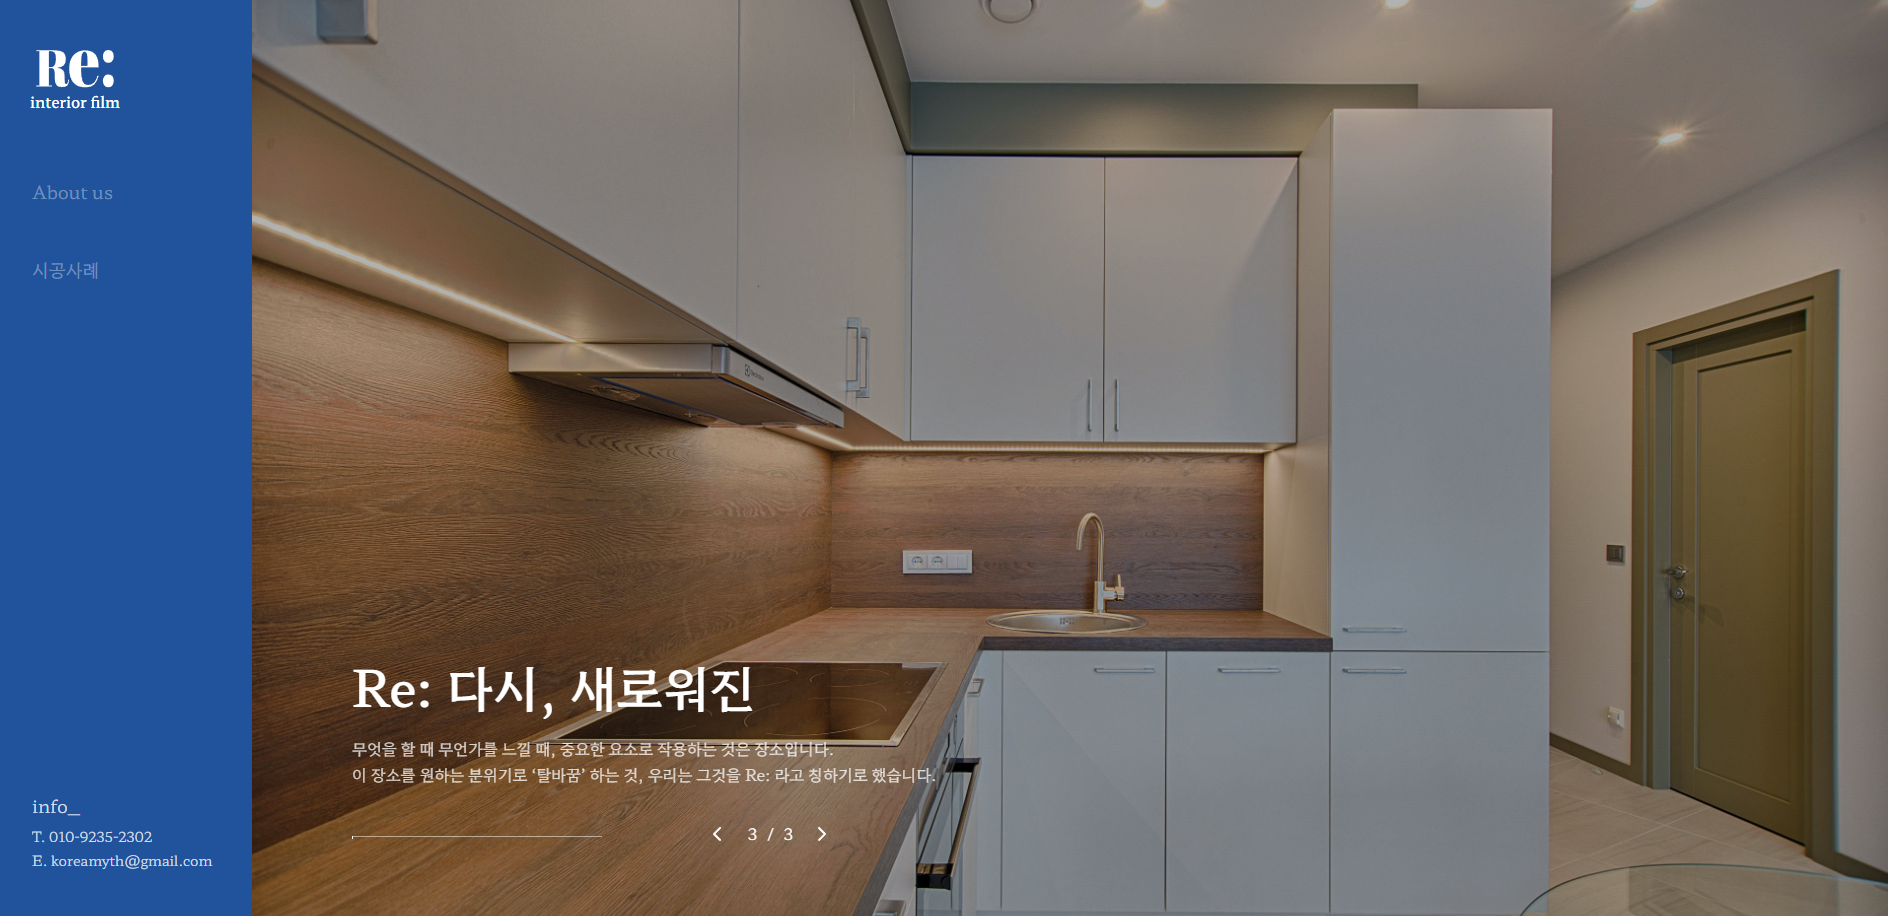 Re:
interior film
About us
시공사례
info_
T. 010-9235-2302
E. koreamyth@gmail.com
Re: 다시, 새로워진
무엇을 할 때 무언가를 느낄 때, 중요한 요소로 작용하는 것은 장소입니다.
이 장소를 원하는 분위기로 ‘탈바꿈’ 하는 것, 우리는 그것을 Re: 라고 칭하기로 했습니다.
3 / 3